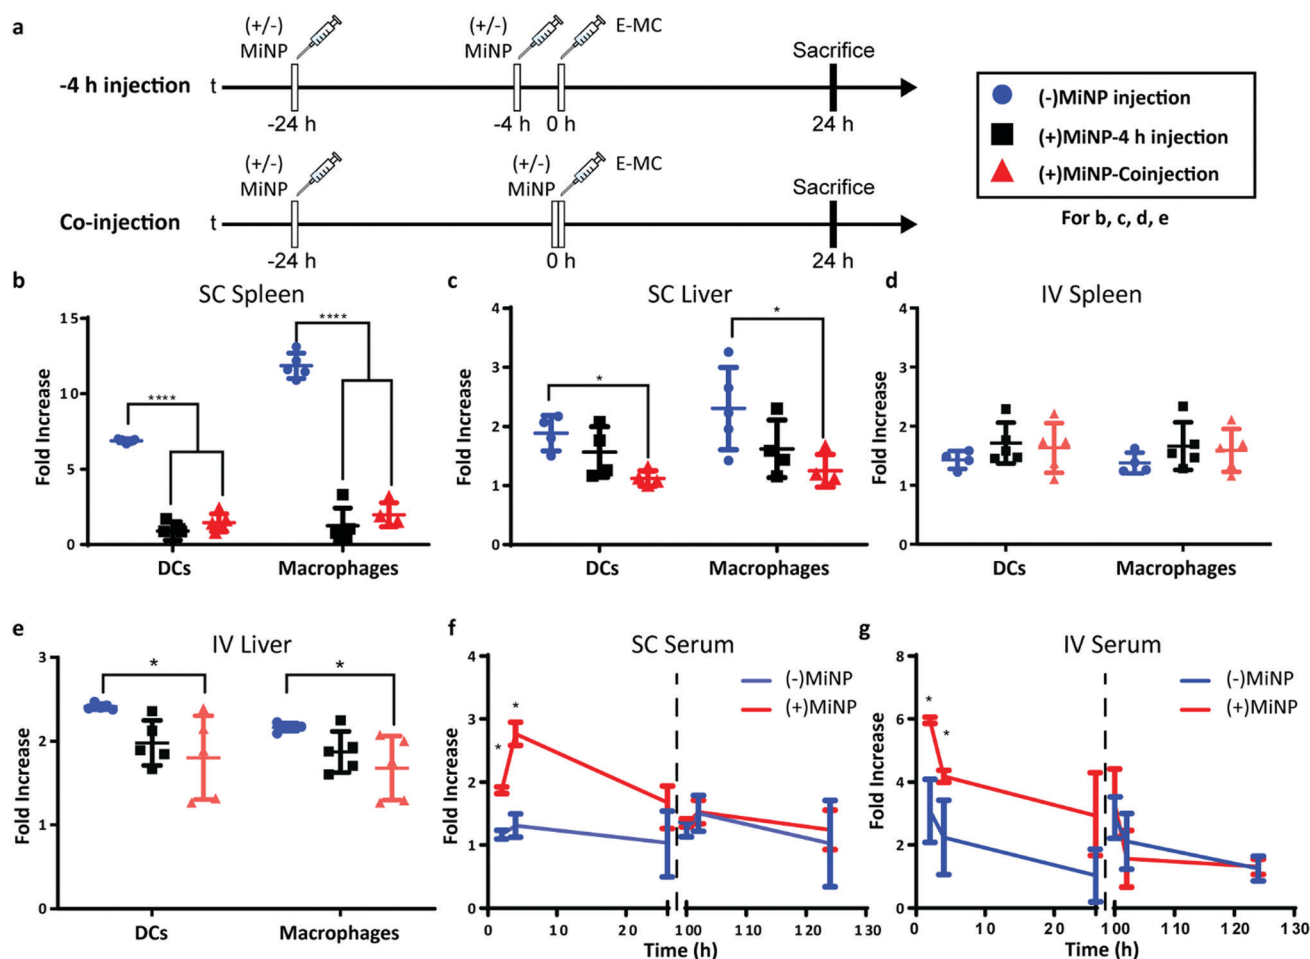 a
(+/-)
MiNP
(+/-)
MiNP
E-MC
Sacrifice
-4 h injection
t
-24 h
-4 h
0 h
24 h
(+/-)
MiNP
(+/-)
MiNP
E-MC
Sacrifice
Co-injection
t
-24 h
0 h
24 h
(-)MiNP injection
(+)MiNP-4 h injection
(+)MiNP-Coinjection
For b, c, d, e
b
SC Spleen
Fold Increase
15
10
5
0
****
****
DCs
Macrophages
c
SC Liver
Fold Increase
4
3
2
1
0
*
*
DCs
Macrophages
d
IV Spleen
Fold Increase
4
3
2
1
0
DCs
Macrophages
e
IV Liver
Fold Increase
3
2
1
0
*
*
DCs
Macrophages
f
SC Serum
Fold Increase
4
3
2
1
0
*
*
(-)MiNP
(+)MiNP
0
10
20
100
110
120
130
Time (h)
g
IV Serum
Fold Increase
8
6
4
2
0
*
*
(-)MiNP
(+)MiNP
0
10
20
100
110
120
130
Time (h)